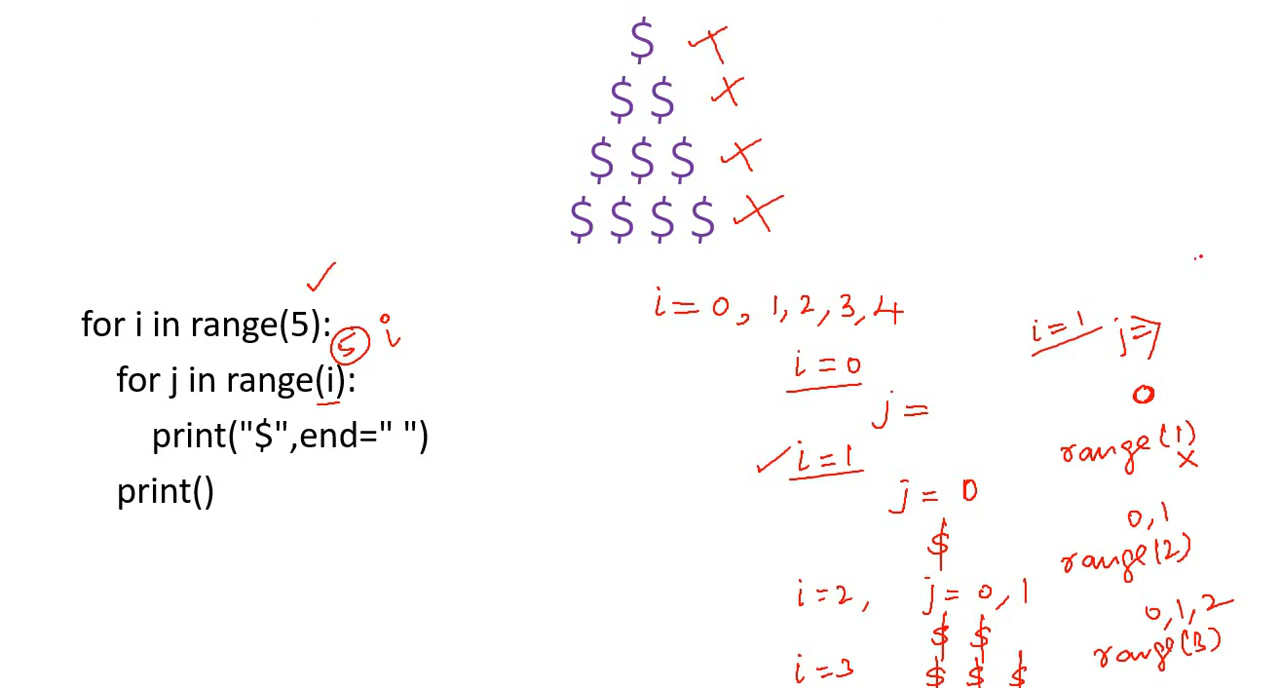 $
$ $
$ $ $
$ $ $ $
for i in range(5):
5 i
for j in range(i):
print("$",end=" ")
print()
i = 0, 1, 2, 3, 4
i = 0
j =
i = 1
j = 0
$
i = 2, j = 0, 1
$ $
i = 3 $ $ $
i = 1 j =
0
range(1)
x
0, 1
range(2)
0, 1, 2
range(3)